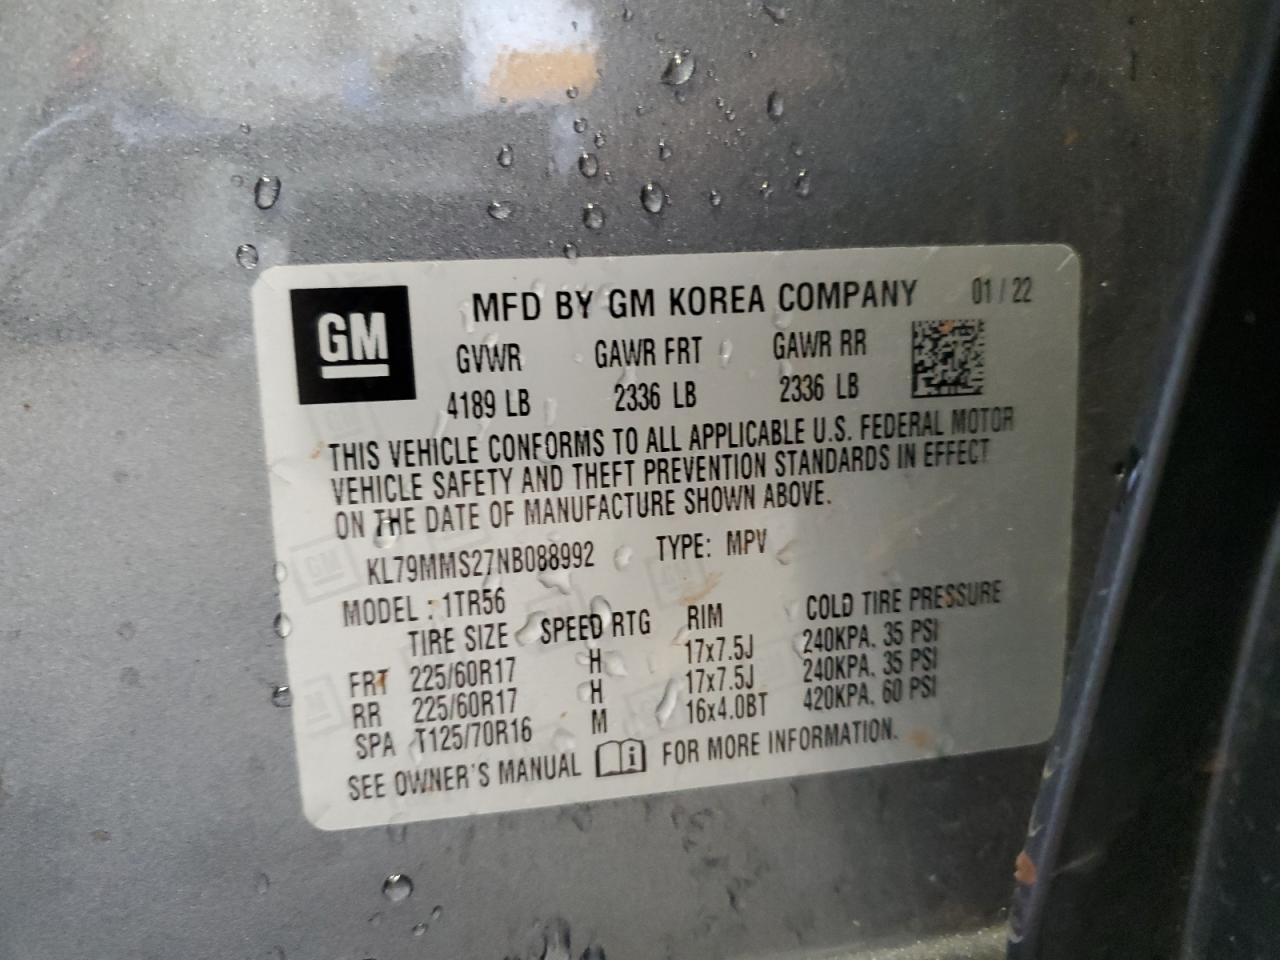 GM
MFD BY GM KOREA COMPANY 01/22
GVWR GAWR FRT GAWR RR
4189 LB 2336 LB 2336 LB
THIS VEHICLE CONFORMS TO ALL APPLICABLE U.S. FEDERAL MOTOR
VEHICLE SAFETY AND THEFT PREVENTION STANDARDS IN EFFECT
ON THE DATE OF MANUFACTURE SHOWN ABOVE.
KL79MMS27NB088992 TYPE: MPV
MODEL : 1TR56
TIRE SIZE SPEED RTG RIM COLD TIRE PRESSURE
FRT 225/60R17 H 17x7.5J 240KPA. 35 PSI
RR 225/60R17 H 17x7.5J 240KPA. 35 PSI
SPA T125/70R16 M 16x4.0BT 420KPA. 60 PSI
SEE OWNER'S MANUAL i FOR MORE INFORMATION.